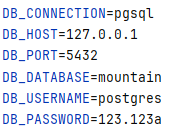 DB_CONNECTION=pgsql
DB_HOST=127.0.0.1
DB_PORT=5432
DB_DATABASE=mountain
DB_USERNAME=postgres
DB_PASSWORD=123.123a